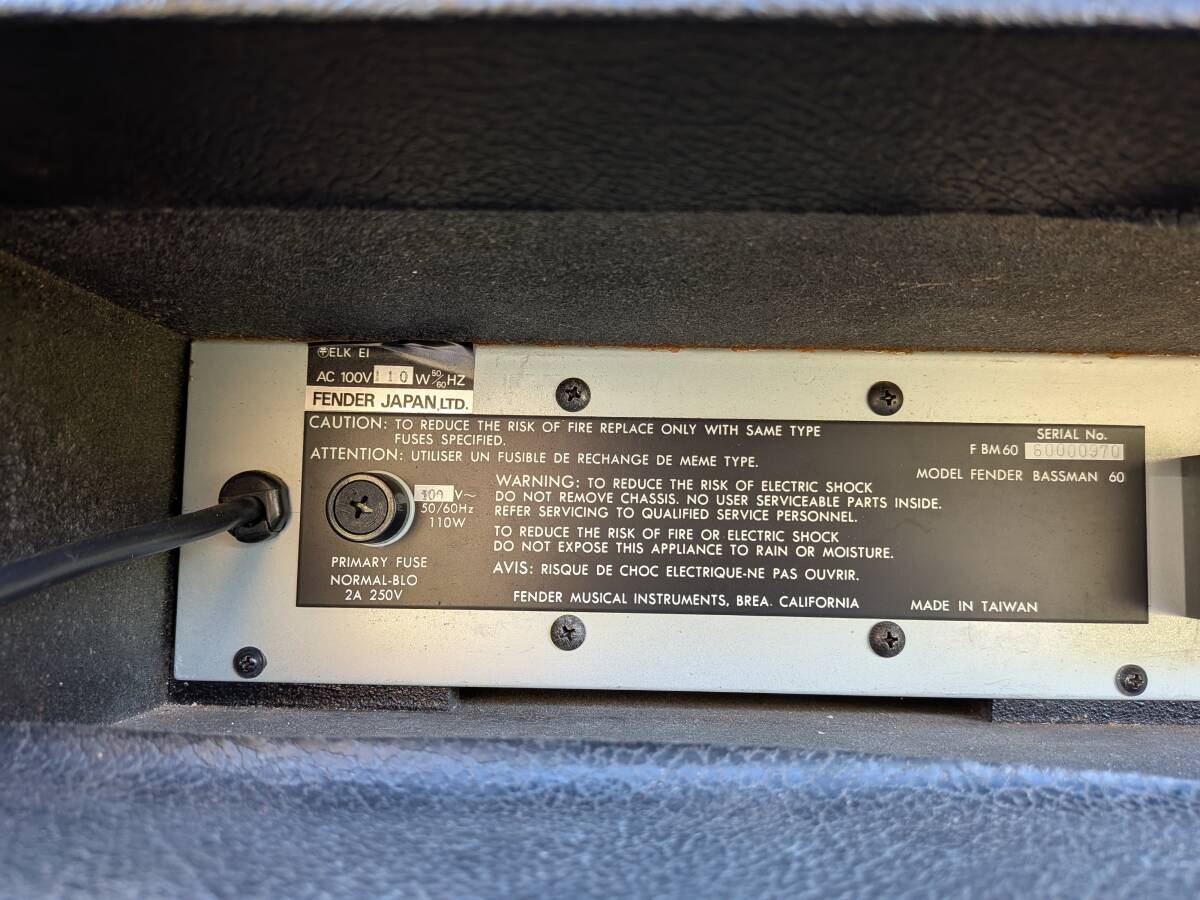 ELK EI
AC 100V 110 W 50/60 HZ
FENDER JAPAN, LTD.
CAUTION: TO REDUCE THE RISK OF FIRE REPLACE ONLY WITH SAME TYPE
FUSES SPECIFIED.
ATTENTION: UTILISER UN FUSIBLE DE RECHANGE DE MEME TYPE.
SERIAL No.
F BM60 60000970
MODEL FENDER BASSMAN 60
100 V~
50/60Hz
110W
PRIMARY FUSE
NORMAL-BLO
2A 250V
WARNING: TO REDUCE THE RISK OF ELECTRIC SHOCK
DO NOT REMOVE CHASSIS. NO USER SERVICEABLE PARTS INSIDE.
REFER SERVICING TO QUALIFIED SERVICE PERSONNEL.
TO REDUCE THE RISK OF FIRE OR ELECTRIC SHOCK
DO NOT EXPOSE THIS APPLIANCE TO RAIN OR MOISTURE.
AVIS: RISQUE DE CHOC ELECTRIQUE-NE PAS OUVRIR.
FENDER MUSICAL INSTRUMENTS, BREA. CALIFORNIA
MADE IN TAIWAN